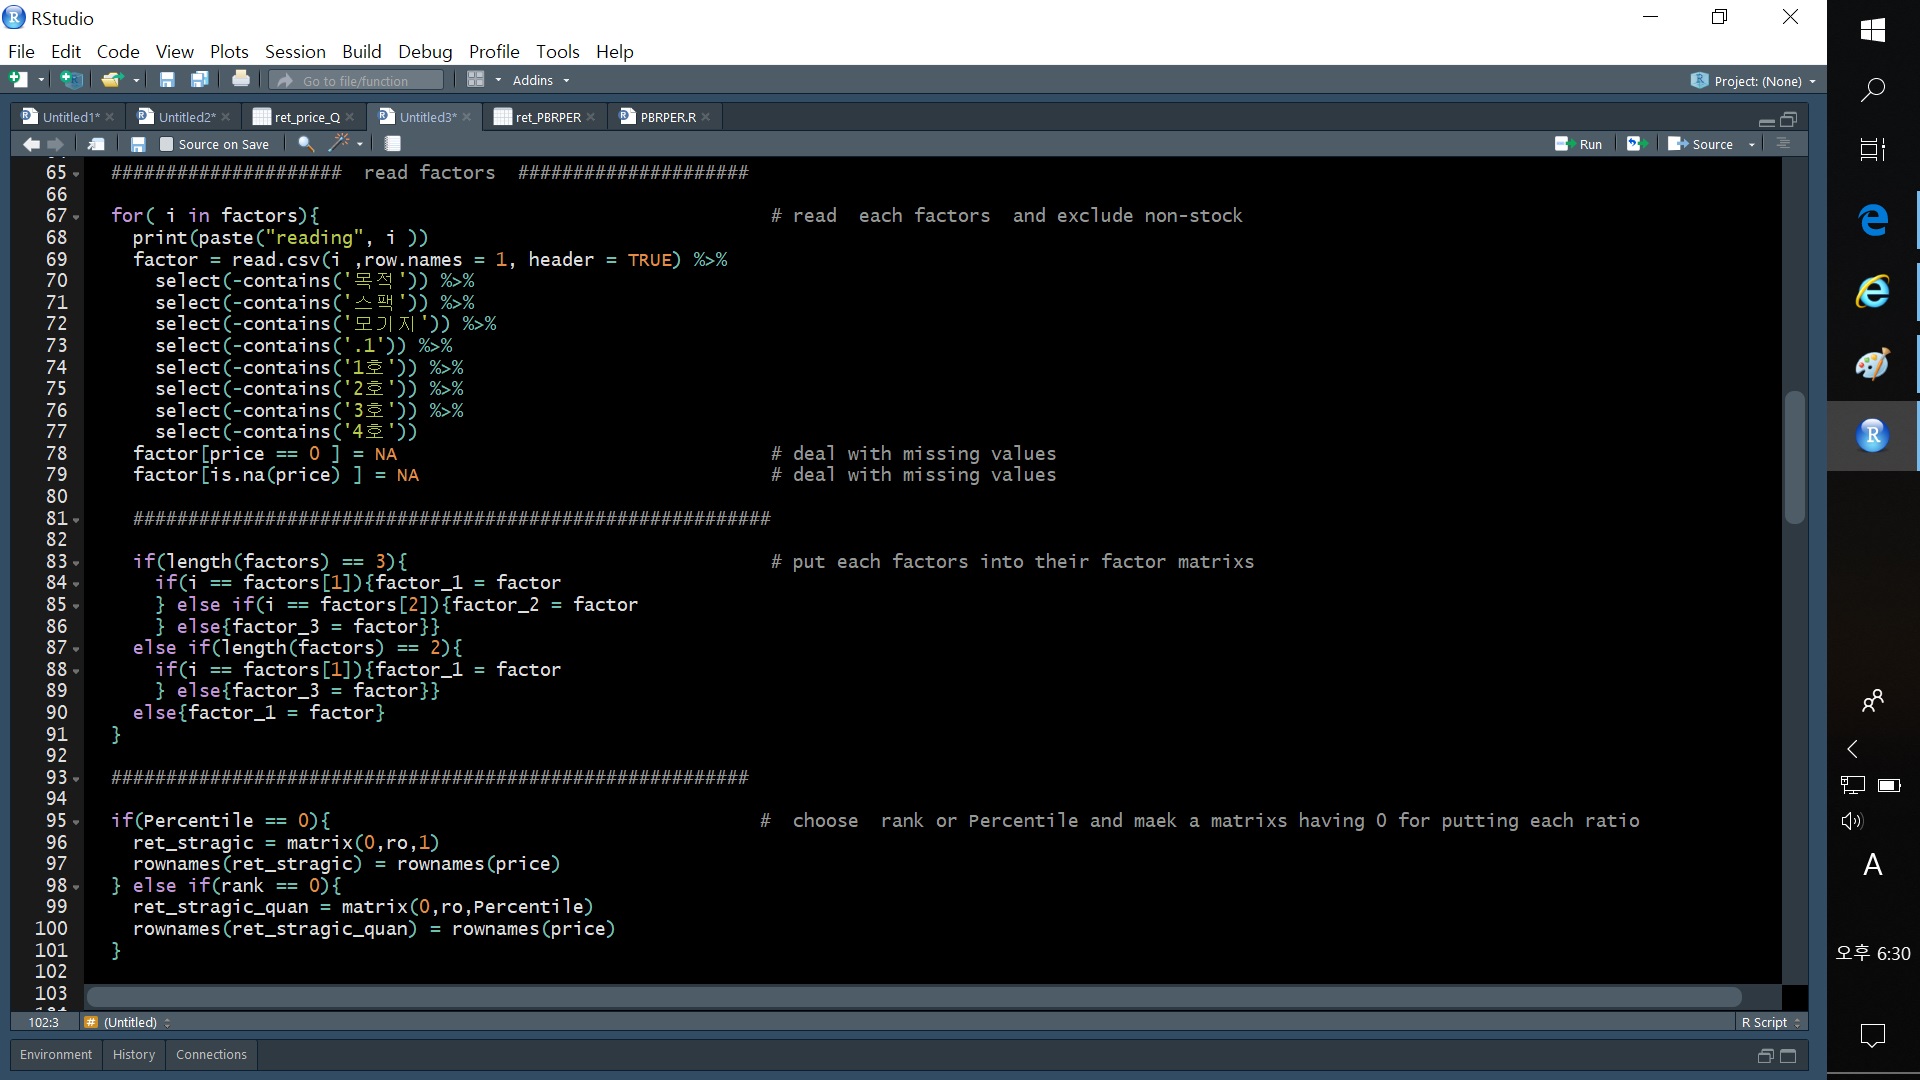 RStudio
File Edit Code View Plots Session Build Debug Profile Tools Help
Go to file/function Addins Project: (None)
Untitled1* Untitled2* ret_price_Q Untitled3* ret_PBRPER PBRPER.R
Source on Save Run Source
65 ##################### read factors #####################
66
67 for( i in factors){ # read each factors and exclude non-stock
68 print(paste("reading", i ))
69 factor = read.csv(i ,row.names = 1, header = TRUE) %>%
70 select(-contains('목적')) %>%
71 select(-contains('스팩')) %>%
72 select(-contains('모기지')) %>%
73 select(-contains('.1')) %>%
74 select(-contains('1호')) %>%
75 select(-contains('2호')) %>%
76 select(-contains('3호')) %>%
77 select(-contains('4호'))
78 factor[price == 0 ] = NA # deal with missing values
79 factor[is.na(price) ] = NA # deal with missing values
80
81 ##########################################################
82
83 if(length(factors) == 3){ # put each factors into their factor matrixs
84 if(i == factors[1]){factor_1 = factor
85 } else if(i == factors[2]){factor_2 = factor
86 } else{factor_3 = factor}}
87 else if(length(factors) == 2){
88 if(i == factors[1]){factor_1 = factor
89 } else{factor_3 = factor}}
90 else{factor_1 = factor}
91 }
92
93 ##########################################################
94
95 if(Percentile == 0){ # choose rank or Percentile and maek a matrixs having 0 for putting each ratio
96 ret_stragic = matrix(0,ro,1)
97 rownames(ret_stragic) = rownames(price)
98 } else if(rank == 0){
99 ret_stragic_quan = matrix(0,ro,Percentile)
100 rownames(ret_stragic_quan) = rownames(price)
101 }
102
103
102:3 # (Untitled) R Script
Environment History Connections
A
오후 6:30